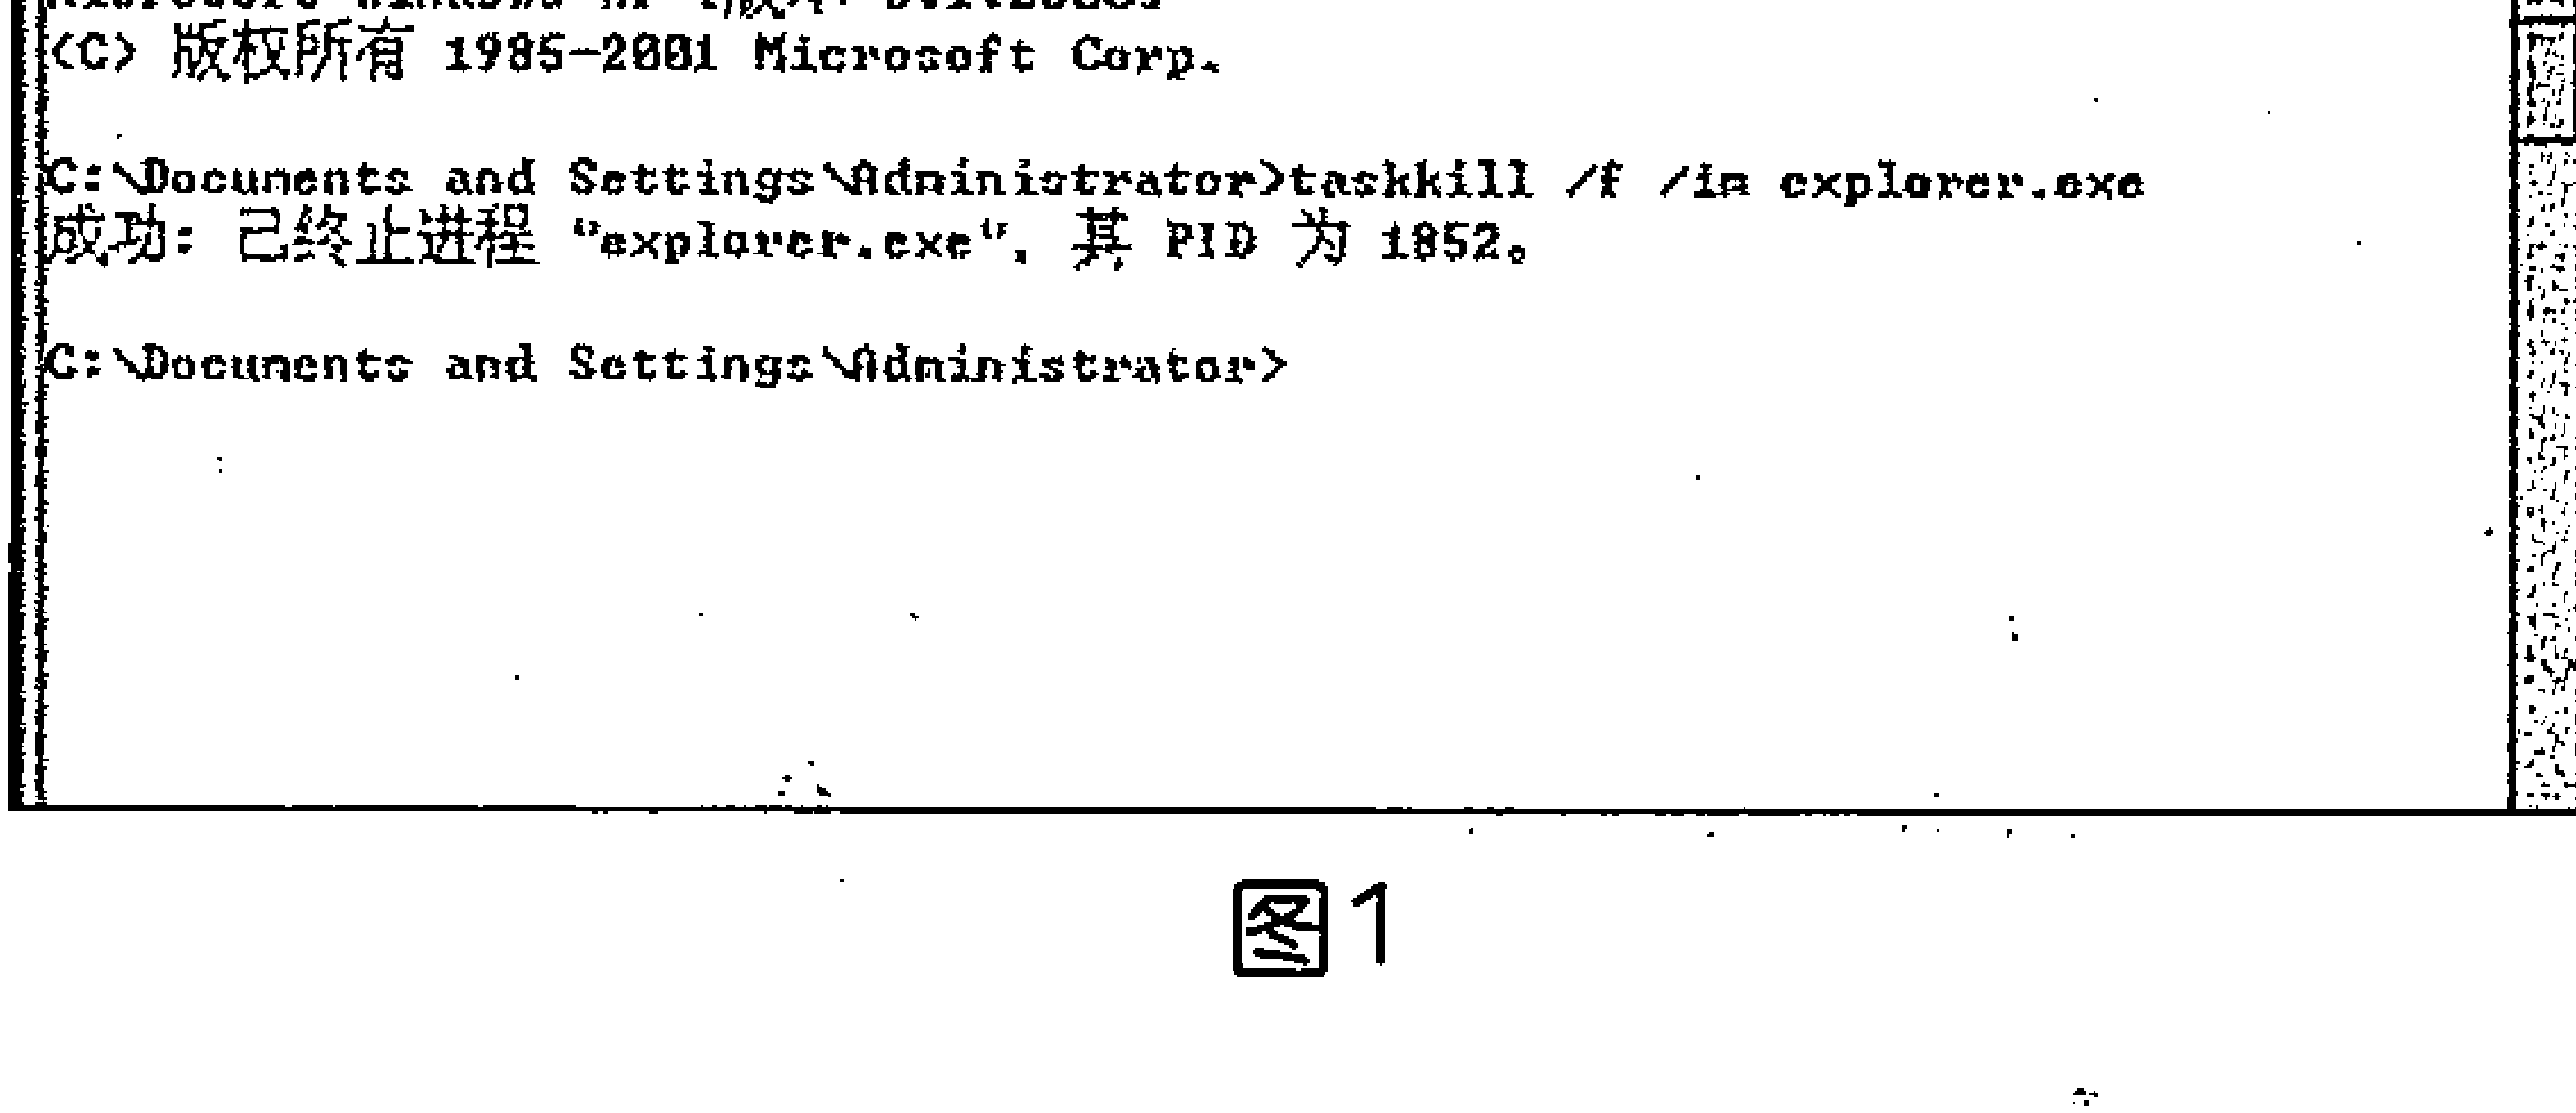 (C) 版权所有 1985-2001 Microsoft Corp.
C:\Documents and Settings\Administrator>taskkill /f /im explorer.exe
成功: 已终止进程 "explorer.exe", 其 PID 为 1852。
C:\Documents and Settings\Administrator>
图1